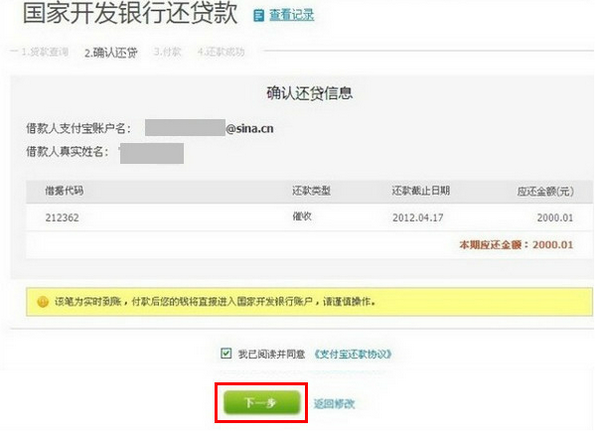 国家开发银行还贷款 查看记录
1.贷款查询 2.确认还贷 3.付款 4.还款成功
确认还贷信息
借款人支付宝账户名： @sina.cn
借款人真实姓名：
借据代码 还款类型 还款截止日期 应还金额(元)
212362 催收 2012.04.17 2000.01
本期应还金额：2000.01
该笔为实时到账，付款后您的钱将直接进入国家开发银行账户，请谨慎操作。
我已阅读并同意 《支付宝还款协议》
下一步 返回修改